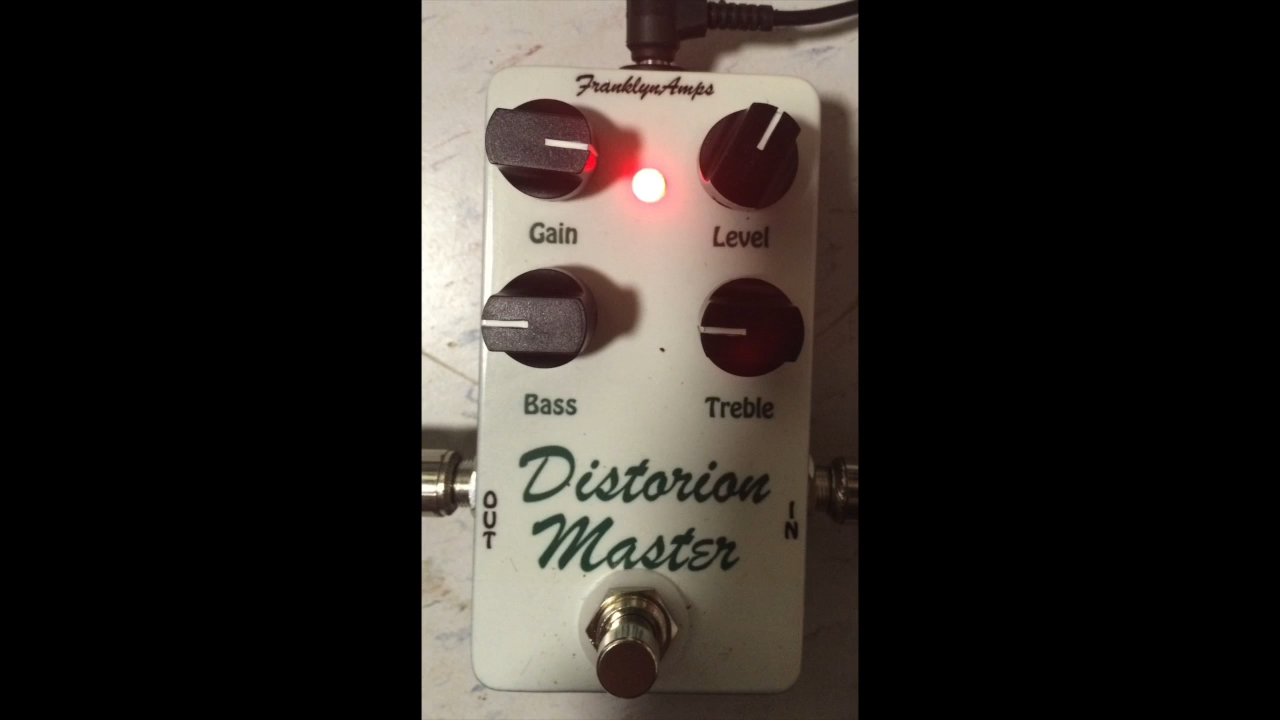 FranklynAmps
Gain
Level
Bass
Treble
Distorion
Master
OUT
IN